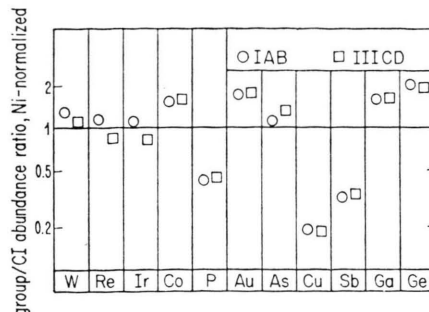 group/CI abundance ratio, Ni-normalized
○ IAB □ IIICD
2
1
0.5
0.2
W Re Ir Co P Au As Cu Sb Ga Ge